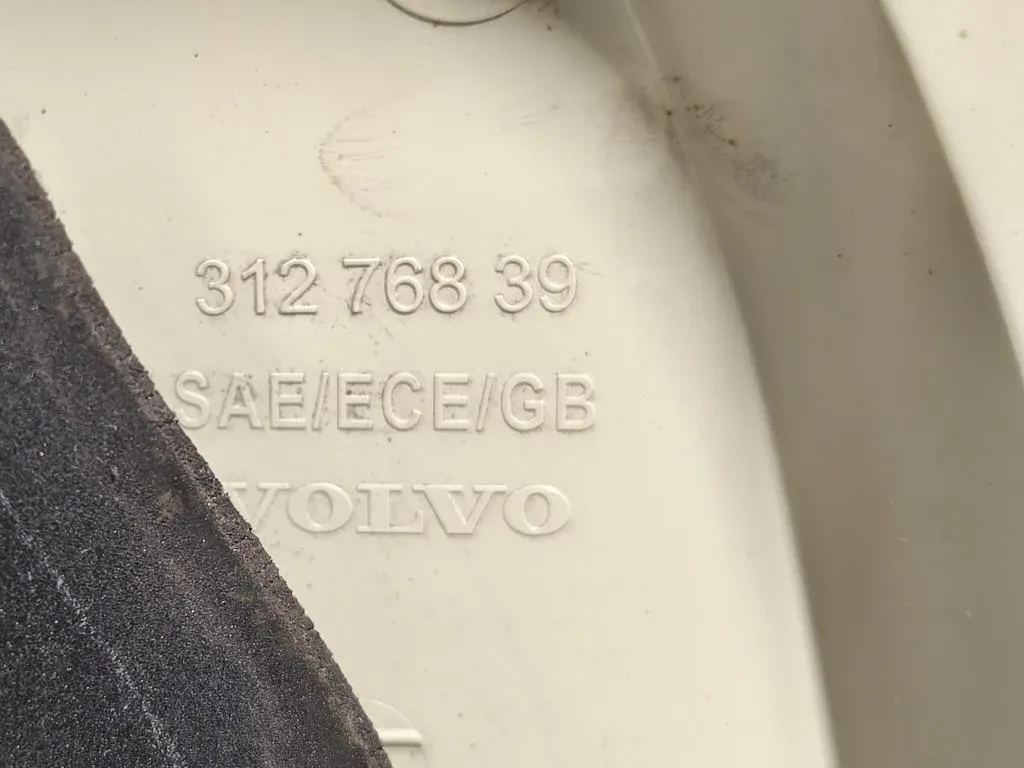 312 768 39
SAE/ECE/GB
VOLVO